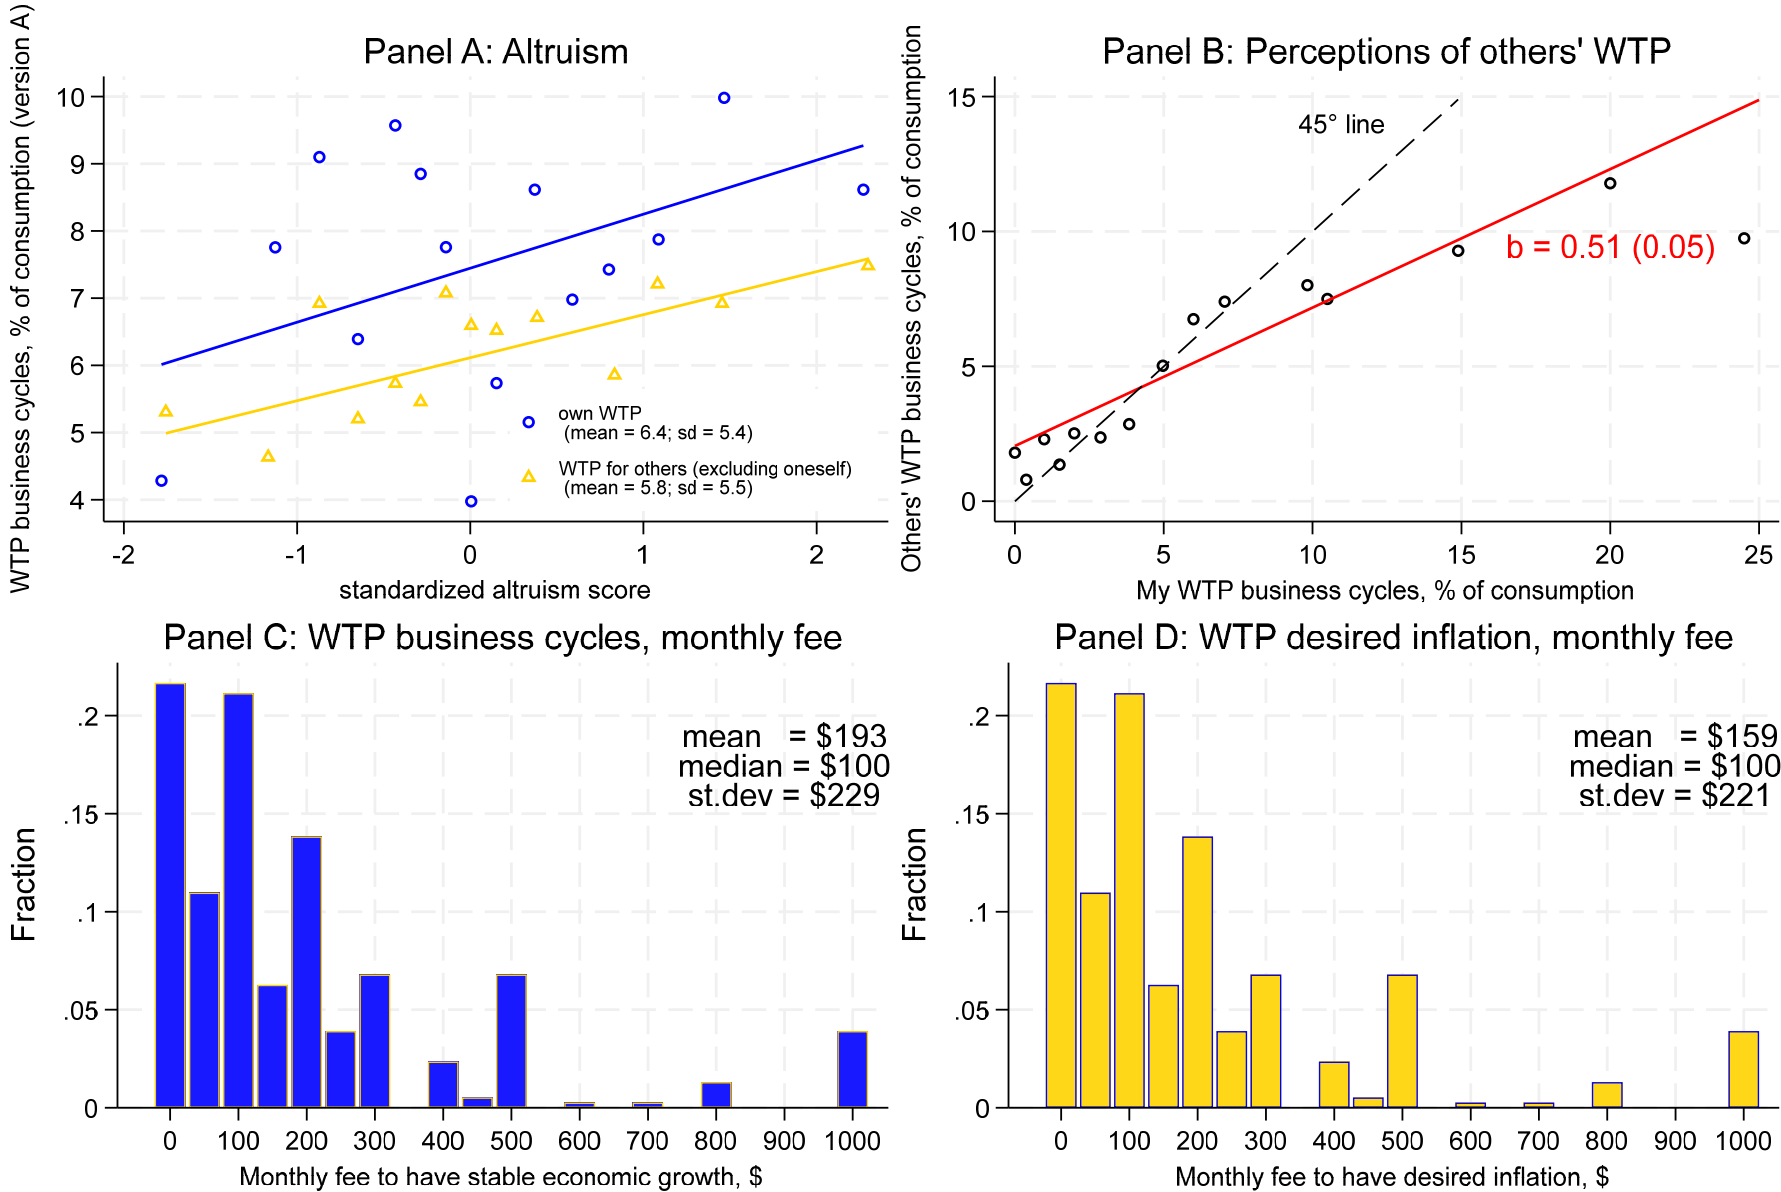 Panel A: Altruism
WTP business cycles, % of consumption (version A)
10
9
8
7
6
5
4
own WTP
(mean = 6.4; sd = 5.4)
WTP for others (excluding oneself)
(mean = 5.8; sd = 5.5)
-2 -1 0 1 2
standardized altruism score
Panel B: Perceptions of others' WTP
Others' WTP business cycles, % of consumption
15
10
5
0
45° line
b = 0.51 (0.05)
0 5 10 15 20 25
My WTP business cycles, % of consumption
Panel C: WTP business cycles, monthly fee
Fraction
.2
.15
.1
.05
0
mean = $193
median = $100
st.dev = $229
0 100 200 300 400 500 600 700 800 900 1000
Monthly fee to have stable economic growth, $
Panel D: WTP desired inflation, monthly fee
Fraction
.2
.15
.1
.05
0
mean = $159
median = $100
st.dev = $221
0 100 200 300 400 500 600 700 800 900 1000
Monthly fee to have desired inflation, $